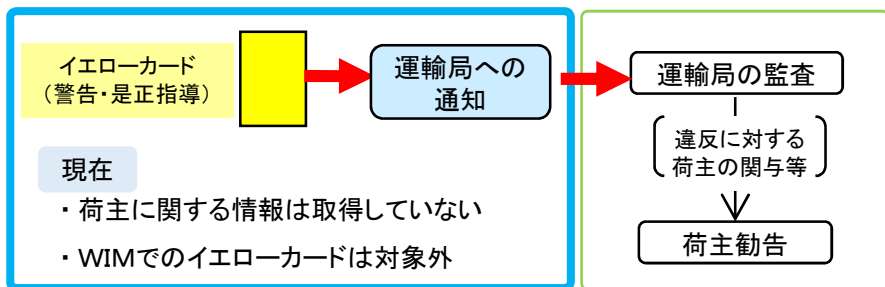 イエローカード
（警告・是正指導）
運輸局への
通知
運輸局の監査
違反に対する
荷主の関与等
荷主勧告
現在
・荷主に関する情報は取得していない
・WIMでのイエローカードは対象外